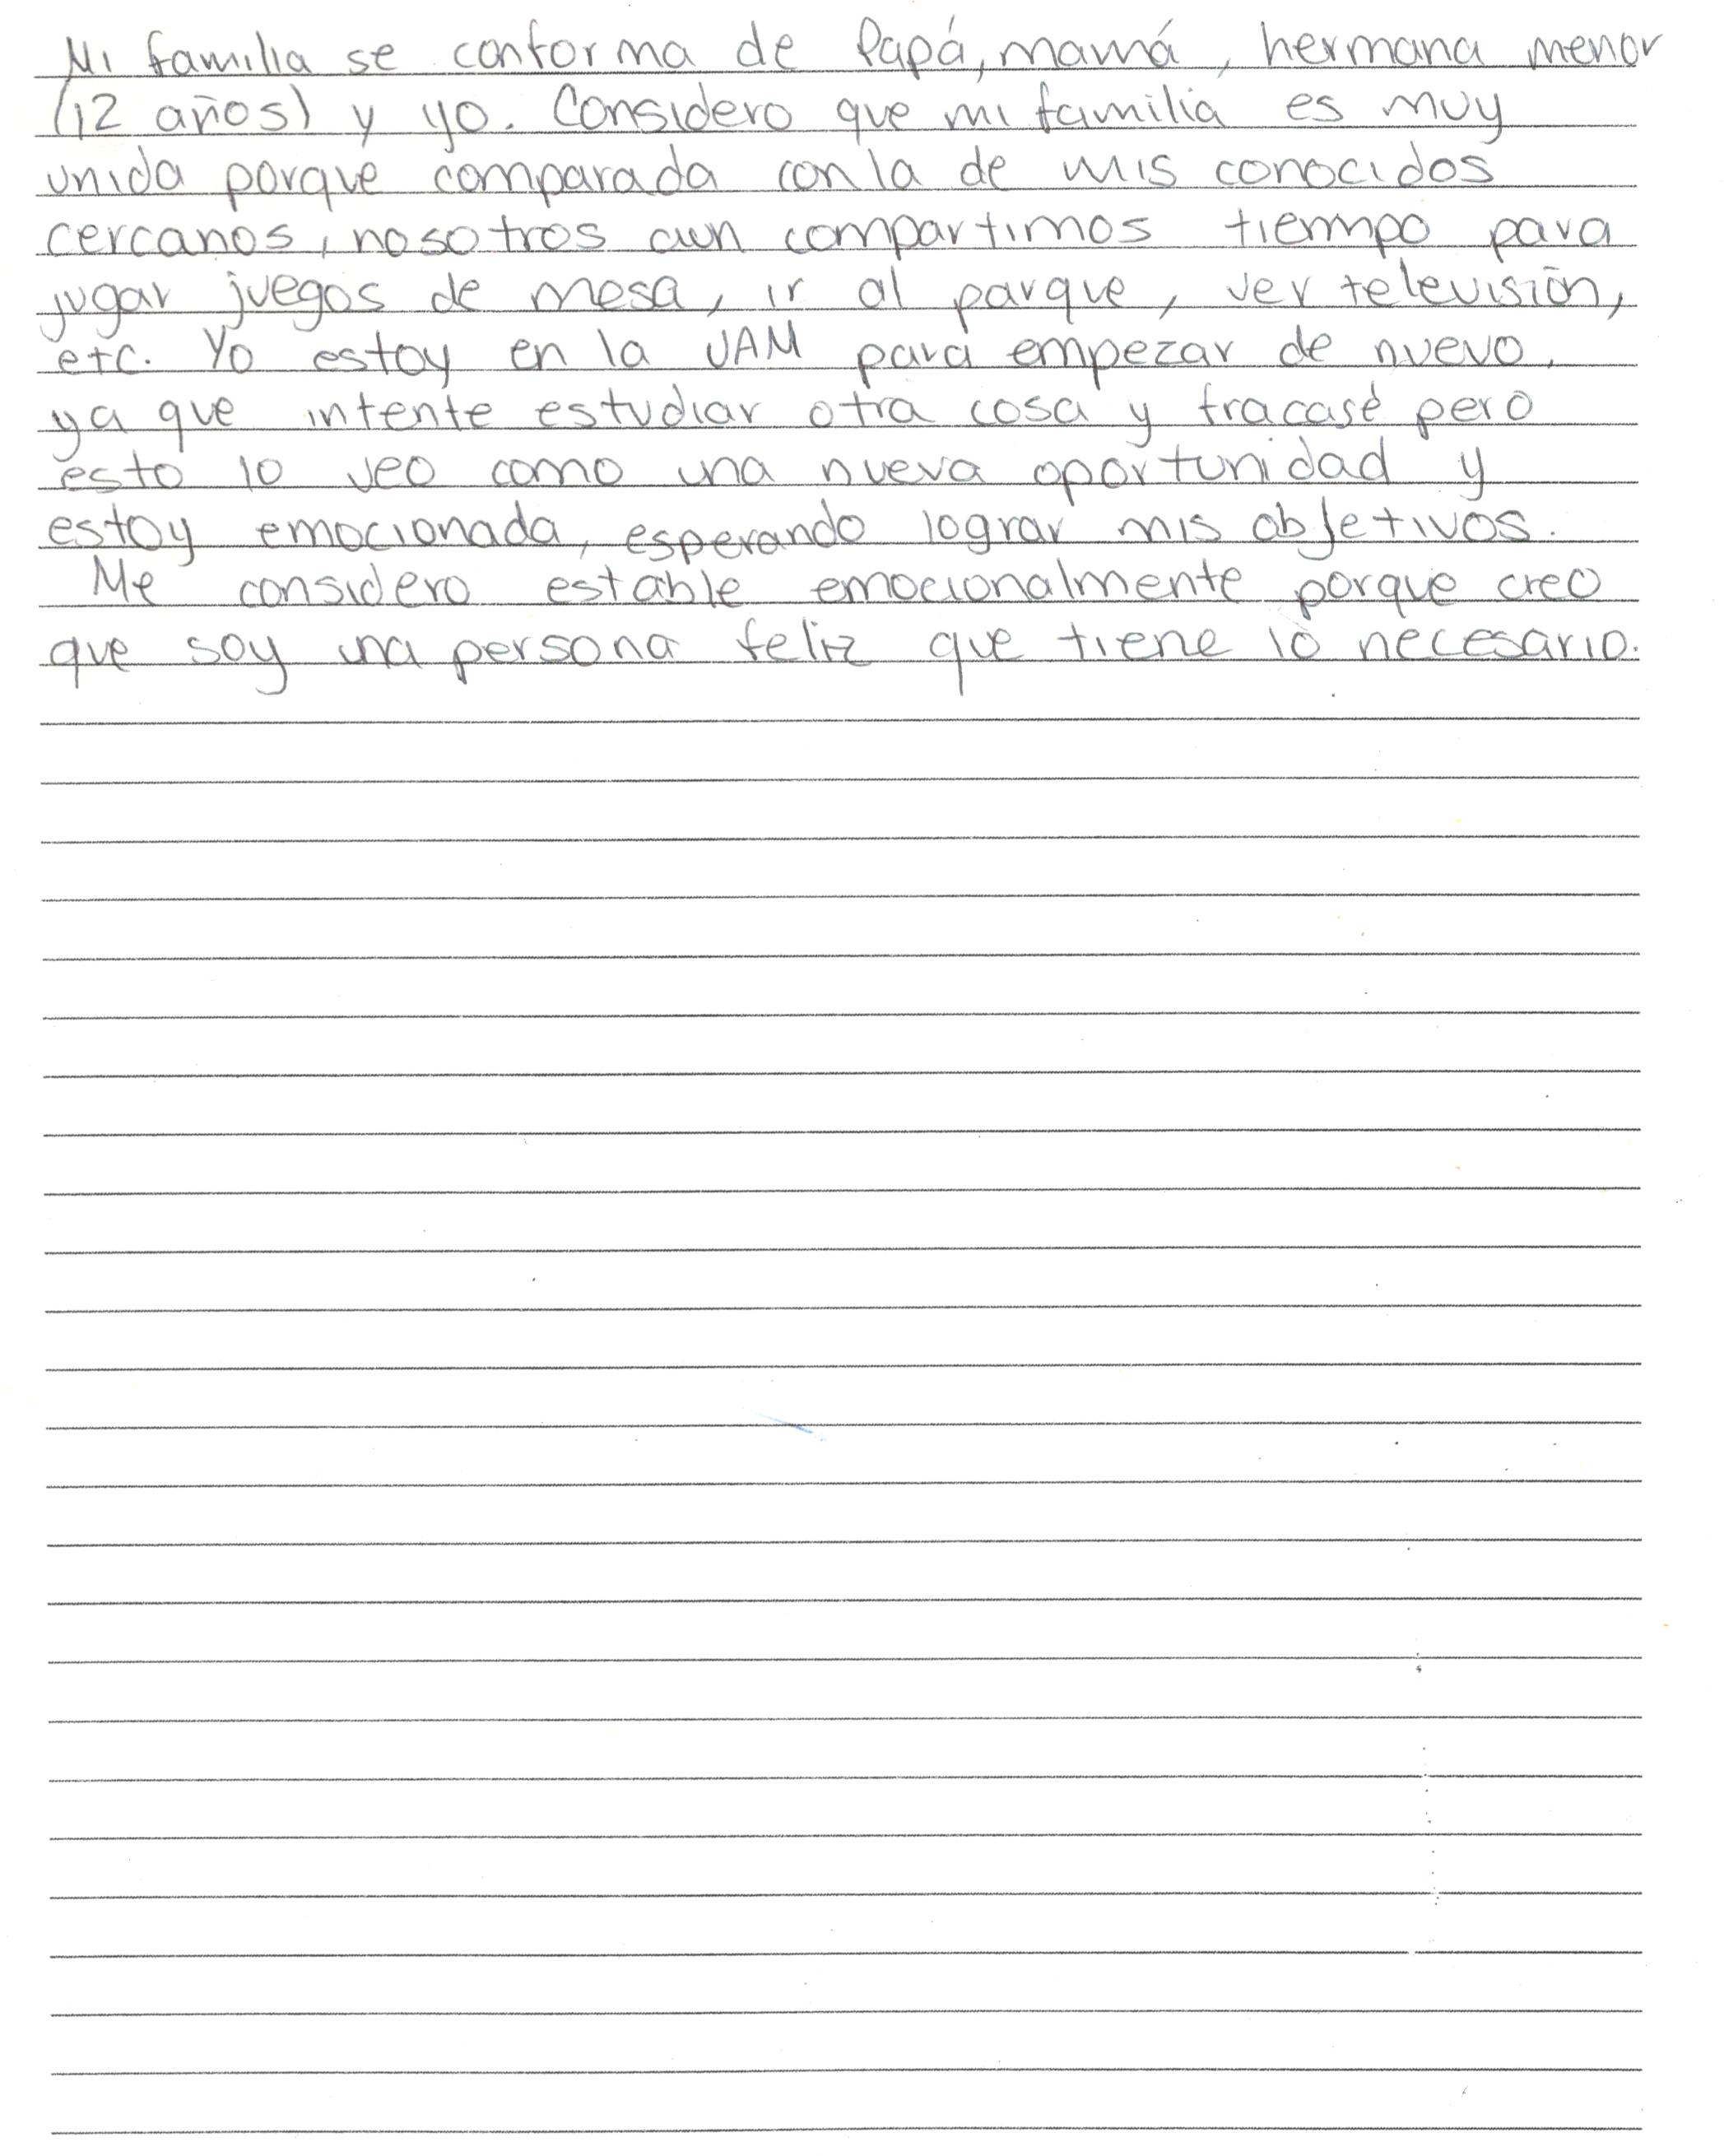 Mi familia se conforma de Papá, mamá, hermana menor
(12 años) y yo. Considero que mi familia es muy
unida porque comparada con la de mis conocidos
cercanos, nosotros aun compartimos tiempo para
jugar juegos de mesa, ir al parque, ver televisión,
etc. Yo estoy en la UAM para empezar de nuevo,
ya que intente estudiar otra cosa y fracasé pero
esto lo veo como una nueva oportunidad y
estoy emocionada, esperando lograr mis objetivos.
Me considero estable emocionalmente porque creo
que soy una persona feliz que tiene lo necesario.